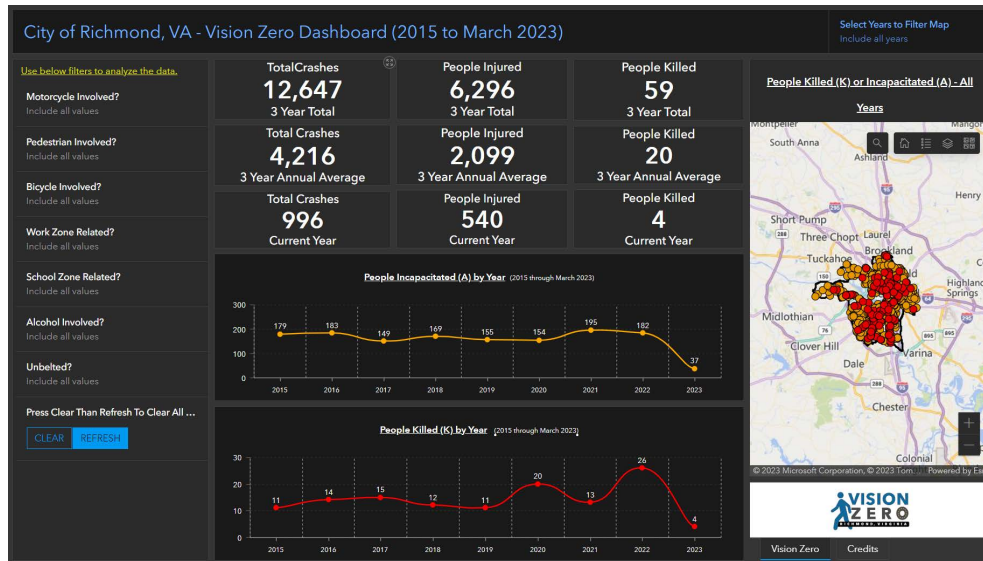 City of Richmond, VA - Vision Zero Dashboard (2015 to March 2023)
Select Years to Filter Map
Include all years
Use below filters to analyze the data.
Motorcycle Involved?
Include all values
Pedestrian Involved?
Include all values
Bicycle Involved?
Include all values
Work Zone Related?
Include all values
School Zone Related?
Include all values
Alcohol Involved?
Include all values
Unbelted?
Include all values
Press Clear Than Refresh To Clear All ...
CLEAR REFRESH
TotalCrashes
12,647
3 Year Total
People Injured
6,296
3 Year Total
People Killed
59
3 Year Total
Total Crashes
4,216
3 Year Annual Average
People Injured
2,099
3 Year Annual Average
People Killed
20
3 Year Annual Average
Total Crashes
996
Current Year
People Injured
540
Current Year
People Killed
4
Current Year
People Incapacitated (A) by Year (2015 through March 2023)
300
200
100
0
179 183 149 169 155 154 195 182 37
2015 2016 2017 2018 2019 2020 2021 2022 2023
People Killed (K) by Year (2015 through March 2023)
30
20
10
0
11 14 15 12 11 20 13 26 4
2015 2016 2017 2018 2019 2020 2021 2022 2023
People Killed (K) or Incapacitated (A) - All
Years
Montpelier
Mangor
South Anna
Ashland
95
Henry
295
Short Pump
288
Three Chopt
Laurel
Brookland
Tuckahoe
ld
150
Highland
Springs
64
Midlothian
76
895 895
Clover Hill
Varina
Dale
288
95
Chester
Colonial
+
−
© 2023 Microsoft Corporation, © 2023 Tom... Powered by Esri
VISION
ZERO
RICHMOND, VIRGINIA
Vision Zero Credits